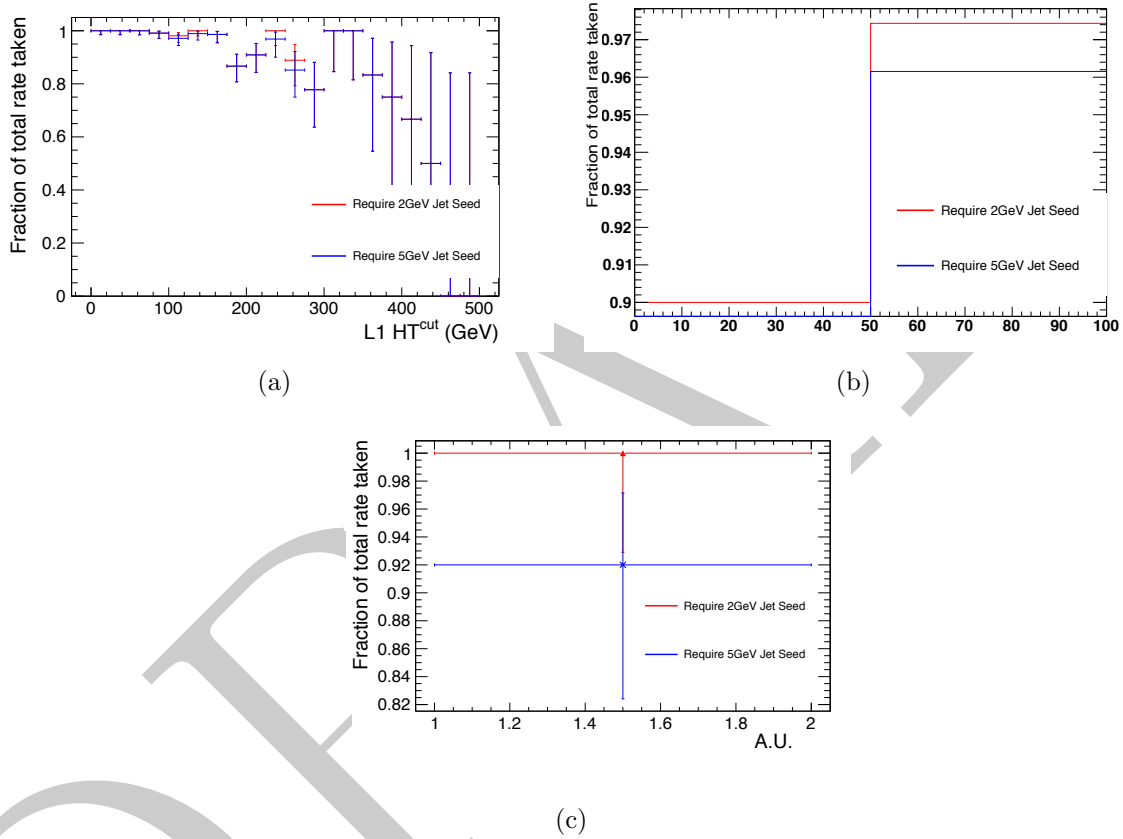 Fraction of total rate taken
1
0.8
0.6
0.4
0.2
0
0 100 200 300 400 500
L1 HT^cut (GeV)
Require 2GeV Jet Seed
Require 5GeV Jet Seed
(a)
Fraction of total rate taken
0.97
0.96
0.95
0.94
0.93
0.92
0.91
0.9
0 10 20 30 40 50 60 70 80 90 100
Require 2GeV Jet Seed
Require 5GeV Jet Seed
(b)
Fraction of total rate taken
1
0.98
0.96
0.94
0.92
0.9
0.88
0.86
0.84
0.82
1 1.2 1.4 1.6 1.8 2
A.U.
Require 2GeV Jet Seed
Require 5GeV Jet Seed
(c)